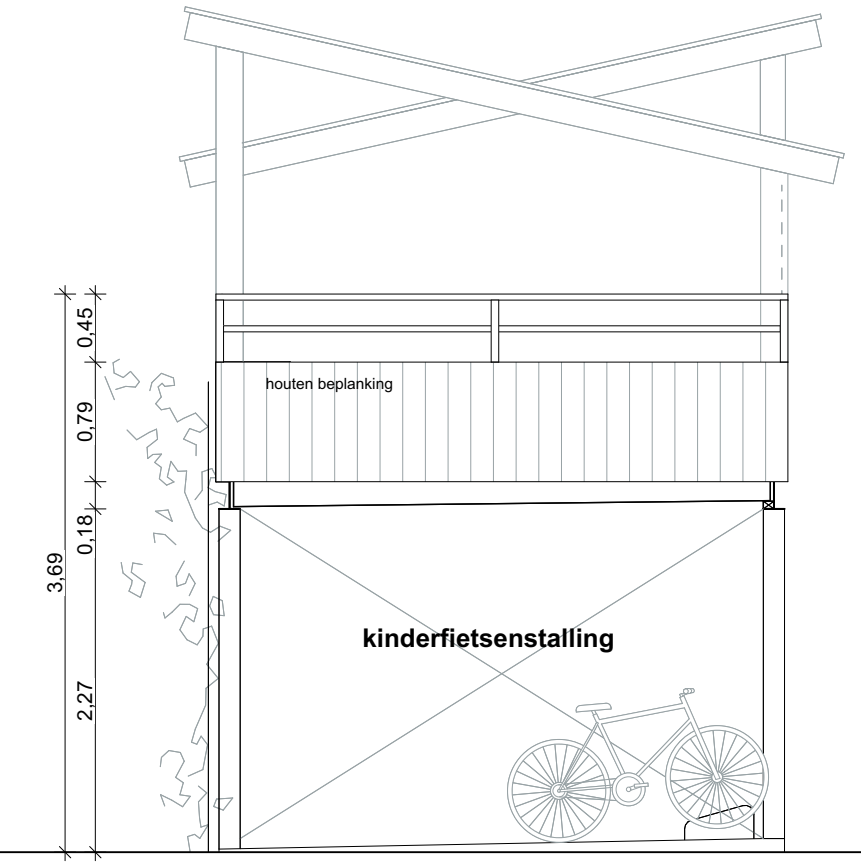 0,45
houten beplanking
0,79
0,18
3,69
kinderfietsenstalling
2,27